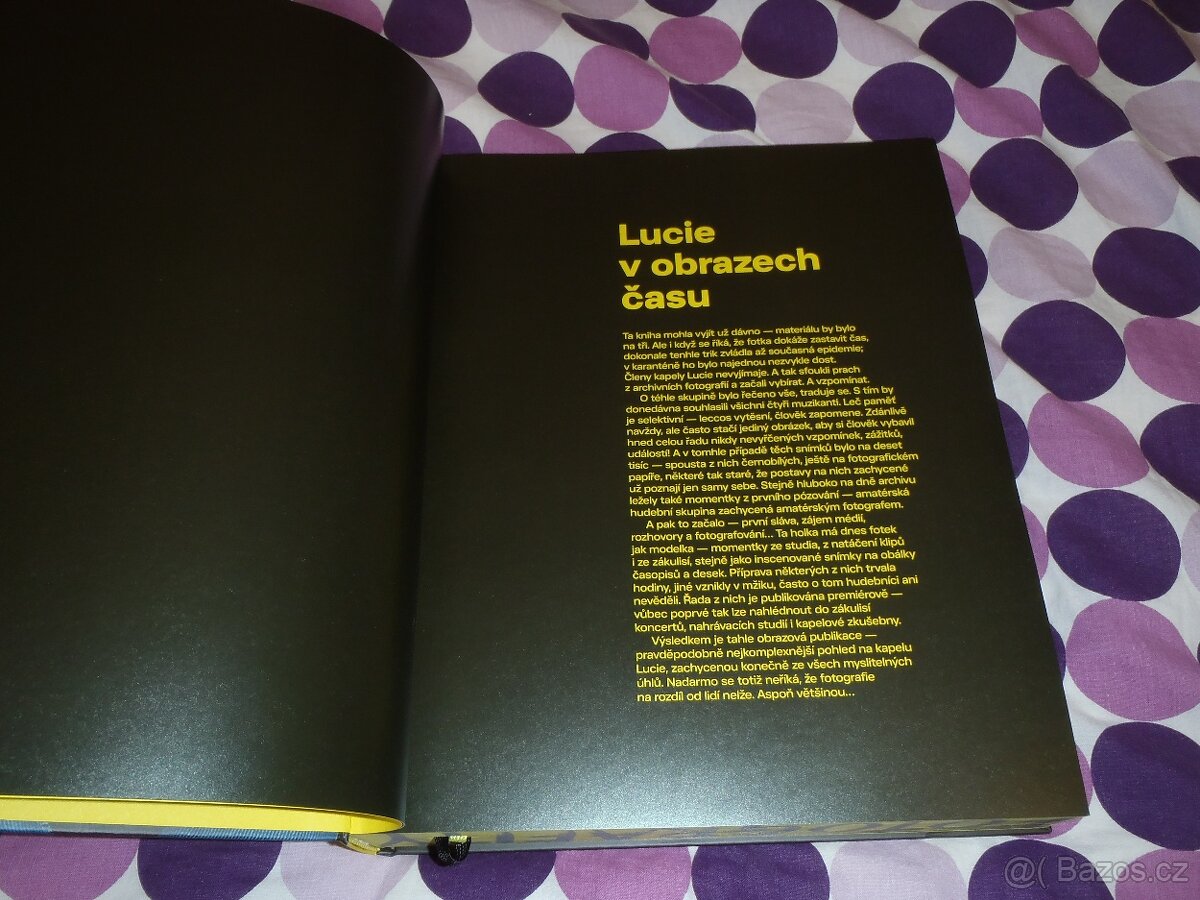 Lucie
v obrazech
času
Ta kniha mohla vyjít už dávno — materiálu by bylo
na tři. Ale i když se říká, že fotka dokáže zastavit čas,
dokonale tenhle trik zvládla až současná epidemie;
v karanténě ho bylo najednou nezvykle dost.
Členy kapely Lucie nevyjímaje. A tak sfoukli prach
z archivních fotografií a začali vybírat. A vzpomínat.
O téhle skupině bylo řečeno vše, traduje se. S tím by
donedávna souhlasili všichni čtyři muzikanti. Leč paměť
je selektivní — leccos vytěsní, člověk zapomene. Zdánlivě
navždy, ale často stačí jediný obrázek, aby si člověk vybavil
hned celou řadu nikdy nevyřčených vzpomínek, zážitků,
událostí! A v tomhle případě těch snímků bylo na deset
tisíc — spousta z nich černobílých, ještě na fotografickém
papíře, některé tak staré, že postavy na nich zachycené
už poznají jen samy sebe. Stejně hluboko na dně archivu
ležely také momentky z prvního pózování — amatérská
hudební skupina zachycená amatérským fotografem.
A pak to začalo — první sláva, zájem médií,
rozhovory a fotografování... Ta holka má dnes fotek
jak modelka — momentky ze studia, z natáčení klipů
i ze zákulisí, stejně jako inscenované snímky na obálky
časopisů a desek. Příprava některých z nich trvala
hodiny, jiné vznikly v mžiku, často o tom hudebníci ani
nevěděli. Řada z nich je publikována premiérově —
vůbec poprvé tak lze nahlédnout do zákulisí
koncertů, nahrávacích studií i kapelové zkušebny.
Výsledkem je tahle obrazová publikace —
pravděpodobně nejkomplexnější pohled na kapelu
Lucie, zachycenou konečně ze všech myslitelných
úhlů. Nadarmo se totiž neříká, že fotografie
na rozdíl od lidí nelže. Aspoň většinou...
@( Bazos.cz